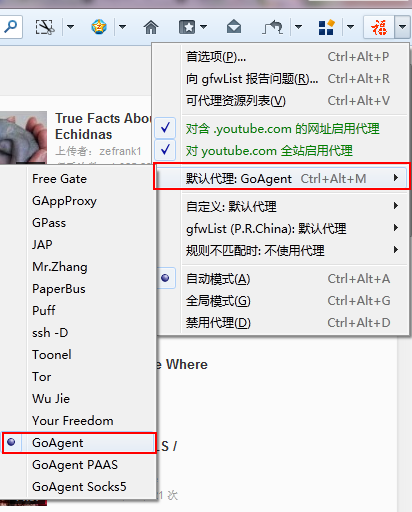 福
首选项(P)... Ctrl+Alt+P
向 gfwList 报告问题(R)... Ctrl+Alt+R
可代理资源列表(V) Ctrl+Alt+V
对含 .youtube.com 的网址启用代理
对 youtube.com 全站启用代理
默认代理: GoAgent Ctrl+Alt+M
自定义: 默认代理
gfwList (P.R.China): 默认代理
规则不匹配时: 不使用代理
自动模式(A) Ctrl+Alt+A
全局模式(G) Ctrl+Alt+G
禁用代理(D) Ctrl+Alt+D
True Facts Abou
Echidnas
上传者: zefrank1
Free Gate
GAppProxy
GPass
JAP
Mr.Zhang
PaperBus
Puff
ssh -D
Toonel
Tor
Wu Jie
Your Freedom
GoAgent
GoAgent PAAS
GoAgent Socks5
e Where
S /
1 次